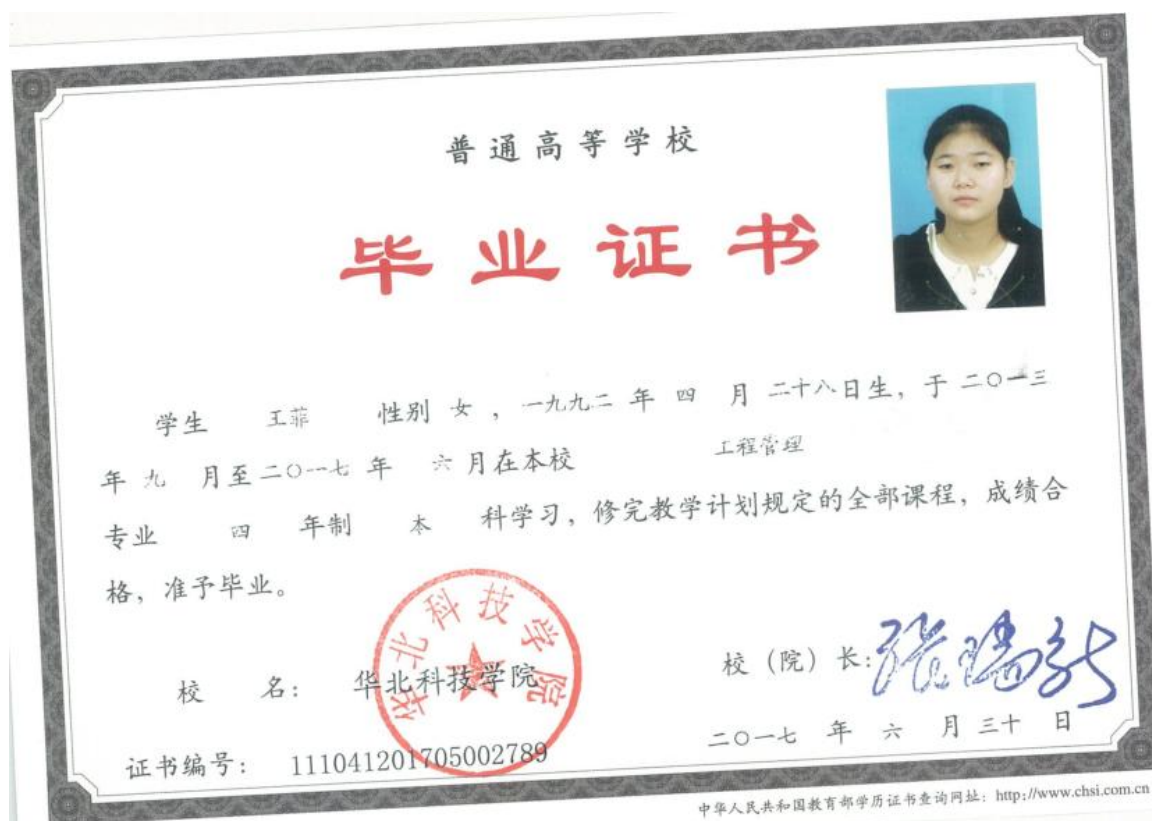 普通高等学校
毕业证书
学生 王菲 性别 女 ，一九九二 年 四 月 二十八日生，于 二〇一三
年 九 月至 二〇一七 年 六 月在本校 工程管理
专业 四 年制 本 科学习，修完教学计划规定的全部课程，成绩合
格，准予毕业。
华北科技学院
校 名： 华北科技学院
校（院）长：张瑞新
证书编号： 111041201705002789
二〇一七 年 六 月 三十 日
中华人民共和国教育部学历证书查询网址：http://www.chsi.com.cn